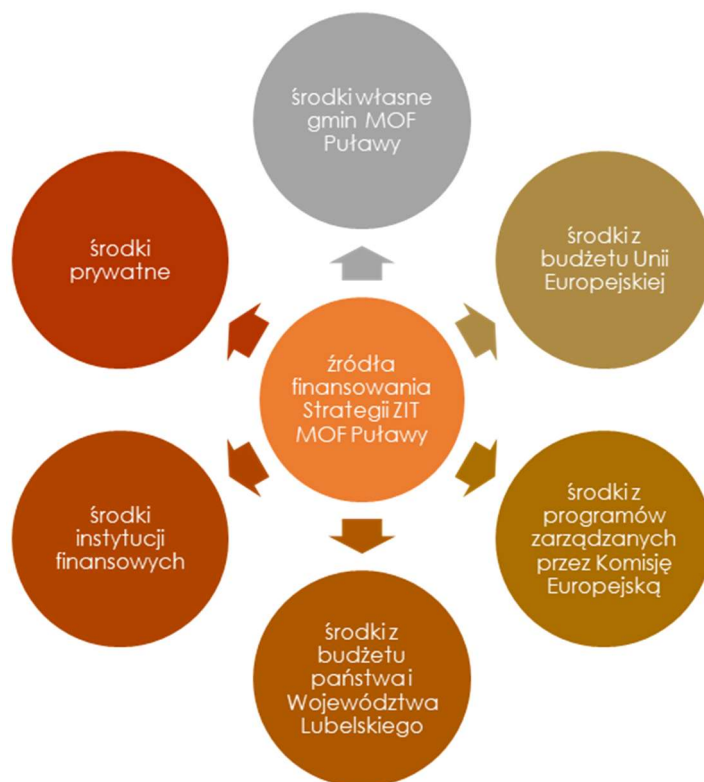 środki własne
gmin MOF
Puławy
środki z
budżetu Unii
Europejskiej
środki z
programów
zarządzanych
przez Komisję
Europejską
środki z
budżetu
państwa i
Województwa
Lubelskiego
środki
instytucji
finansowych
środki
prywatne
źródła
finansowania
Strategii ZIT
MOF Puławy